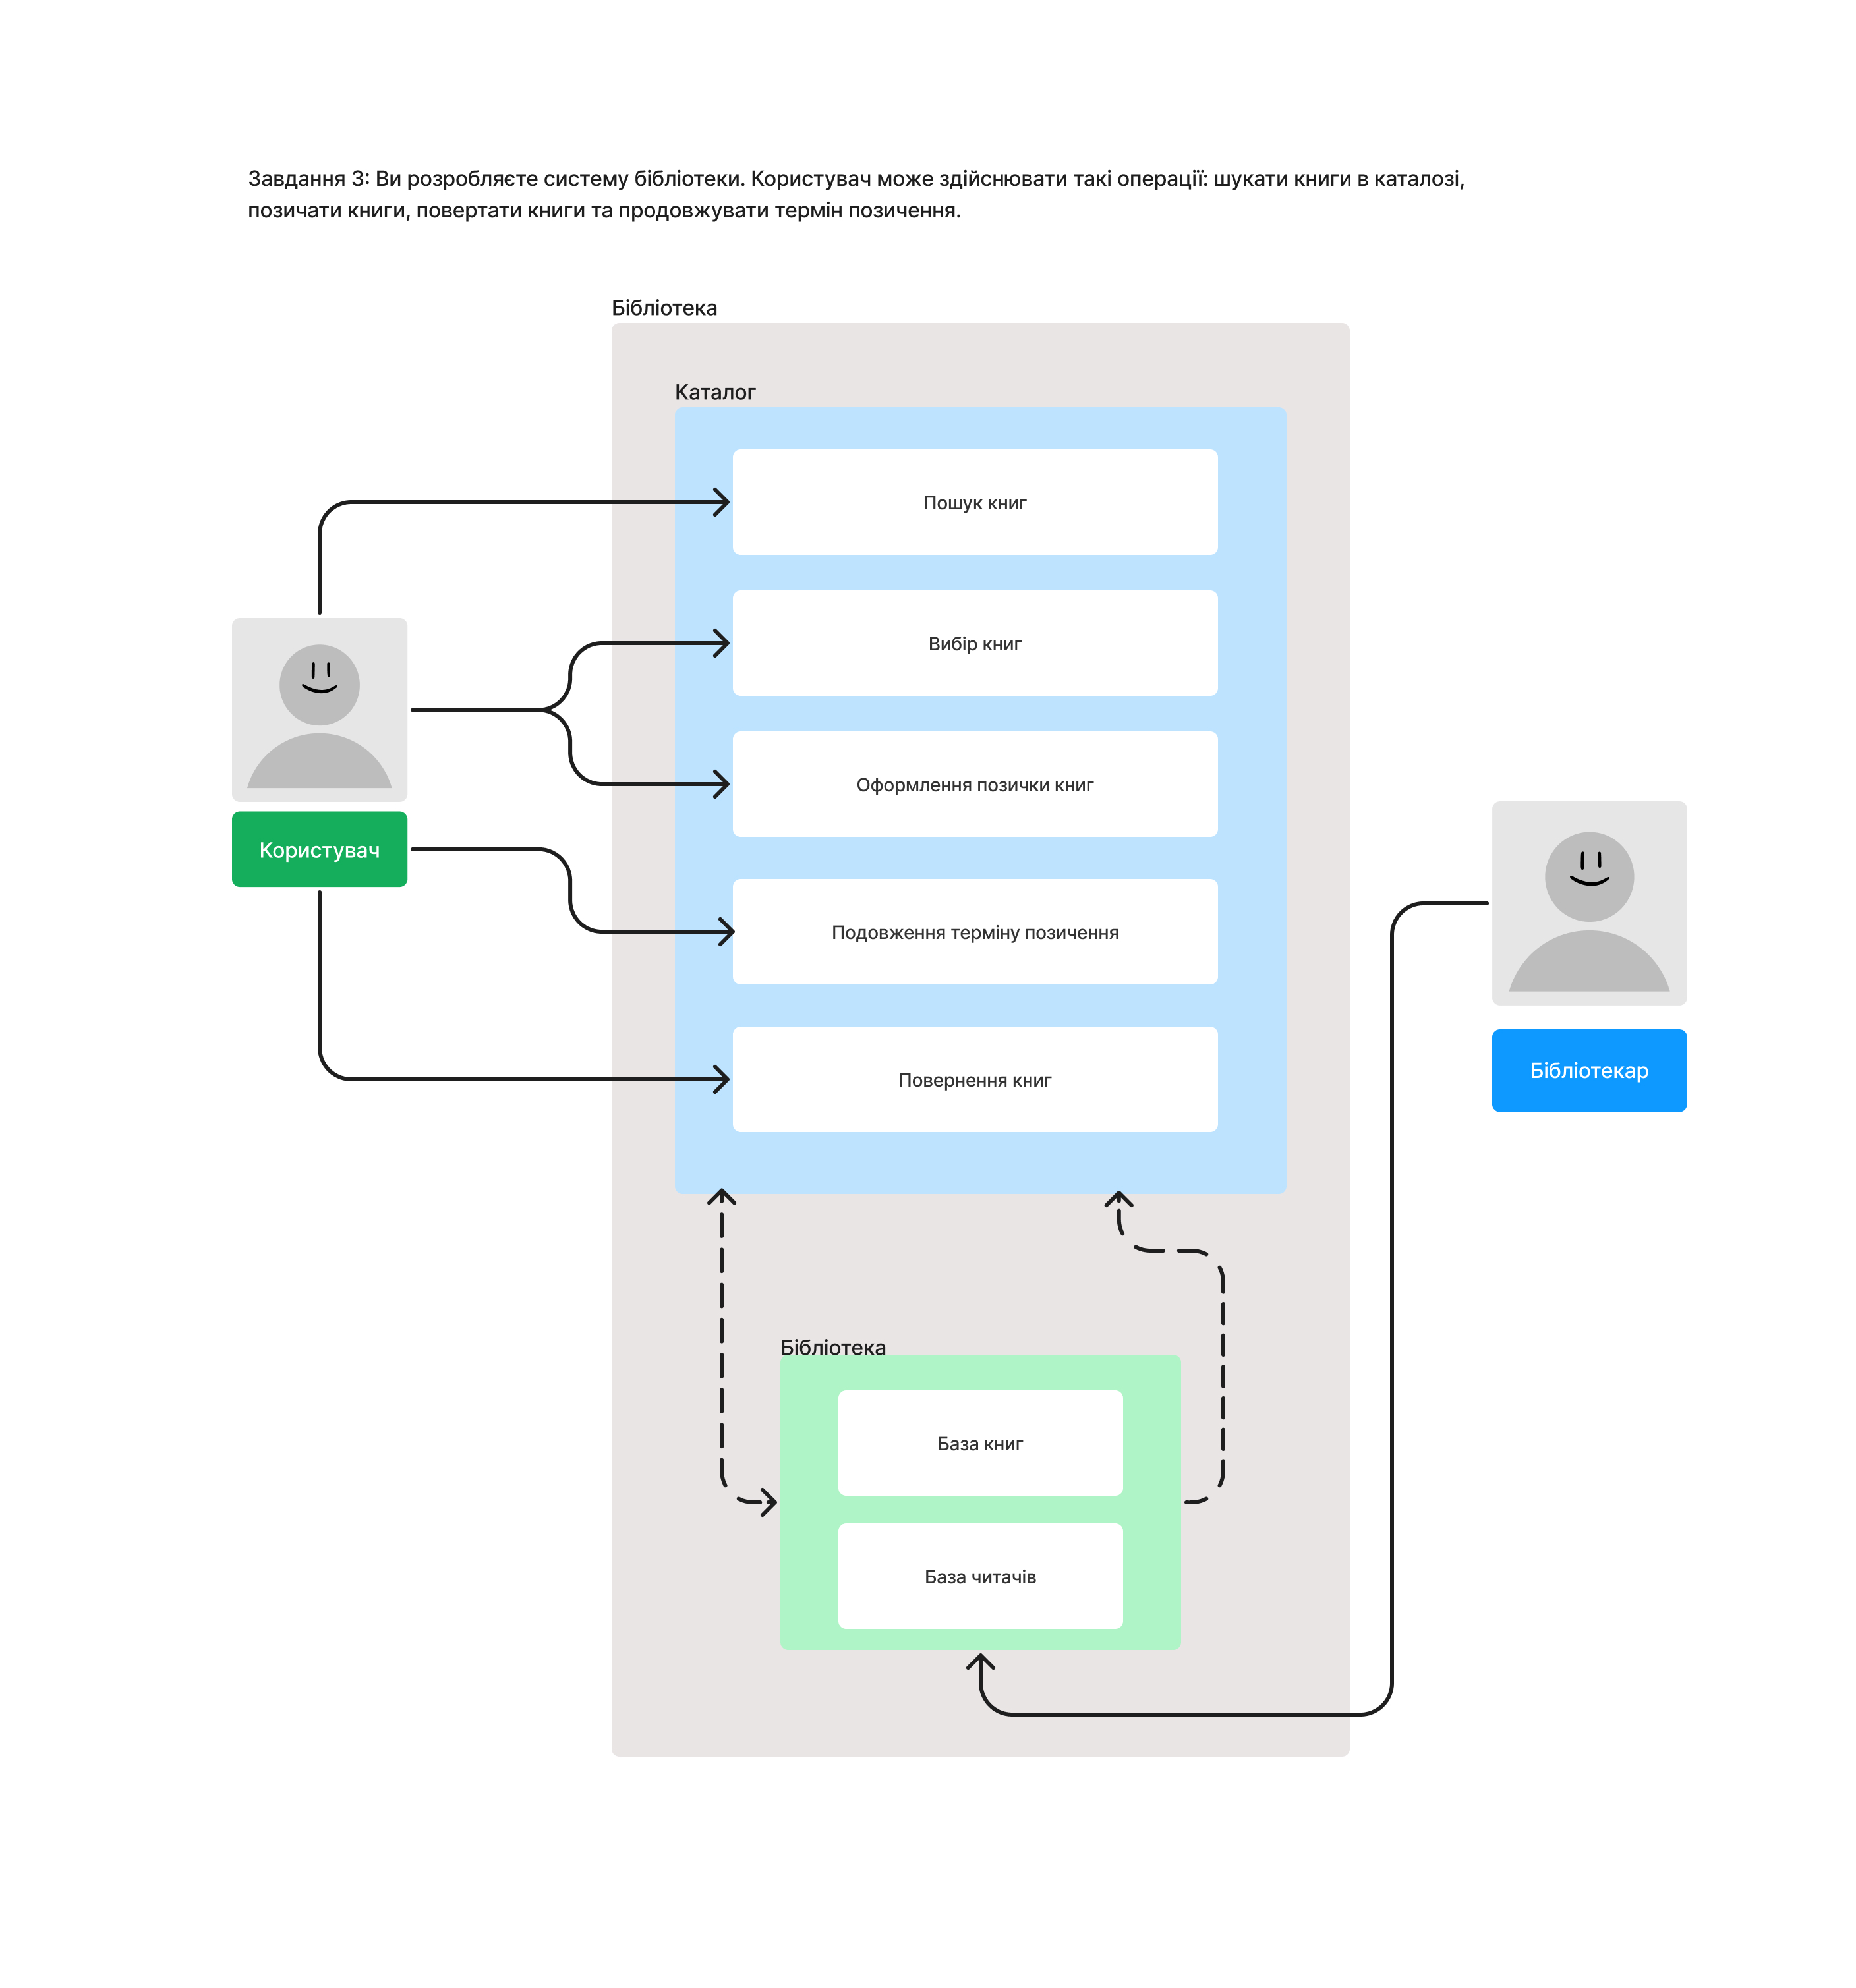 Завдання 3: Ви розробляєте систему бібліотеки. Користувач може здійснювати такі операції: шукати книги в каталозі,
позичати книги, повертати книги та продовжувати термін позичення.
Бібліотека
Каталог
Пошук книг
Вибір книг
Оформлення позички книг
Користувач
Подовження терміну позичення
Бібліотекар
Повернення книг
Бібліотека
База книг
База читачів